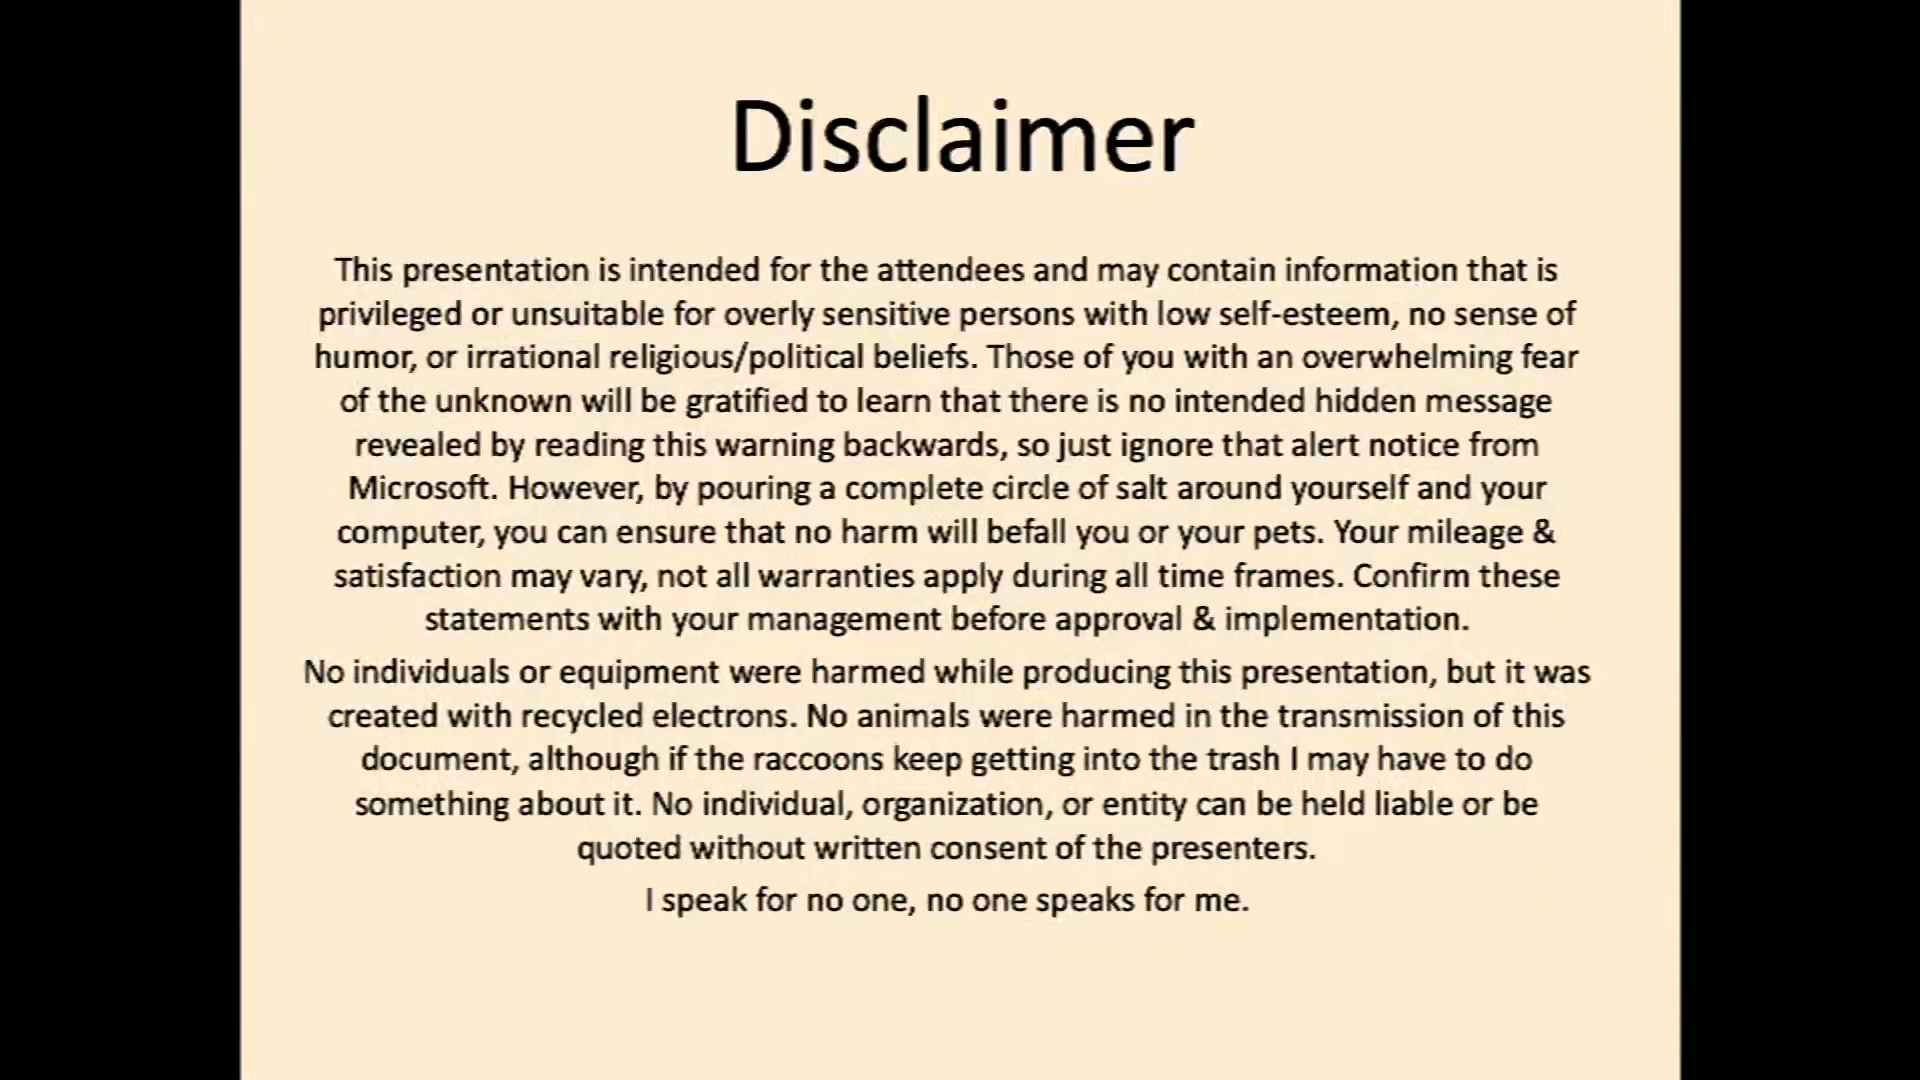 Disclaimer
This presentation is intended for the attendees and may contain information that is
privileged or unsuitable for overly sensitive persons with low self-esteem, no sense of
humor, or irrational religious/political beliefs. Those of you with an overwhelming fear
of the unknown will be gratified to learn that there is no intended hidden message
revealed by reading this warning backwards, so just ignore that alert notice from
Microsoft. However, by pouring a complete circle of salt around yourself and your
computer, you can ensure that no harm will befall you or your pets. Your mileage &
satisfaction may vary, not all warranties apply during all time frames. Confirm these
statements with your management before approval & implementation.
No individuals or equipment were harmed while producing this presentation, but it was
created with recycled electrons. No animals were harmed in the transmission of this
document, although if the raccoons keep getting into the trash I may have to do
something about it. No individual, organization, or entity can be held liable or be
quoted without written consent of the presenters.
I speak for no one, no one speaks for me.